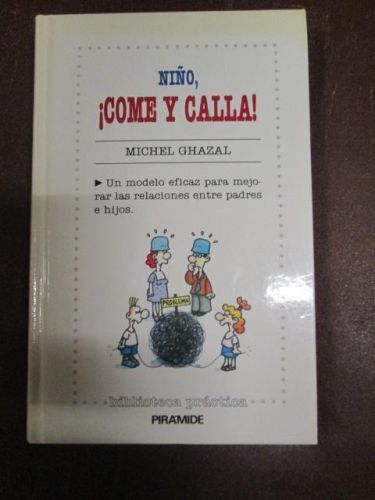 NIÑO,
¡COME Y CALLA!
MICHEL GHAZAL
► Un modelo eficaz para mejo-
rar las relaciones entre padres
e hijos.
PROBLEMA
biblioteca práctica
PIRÁMIDE